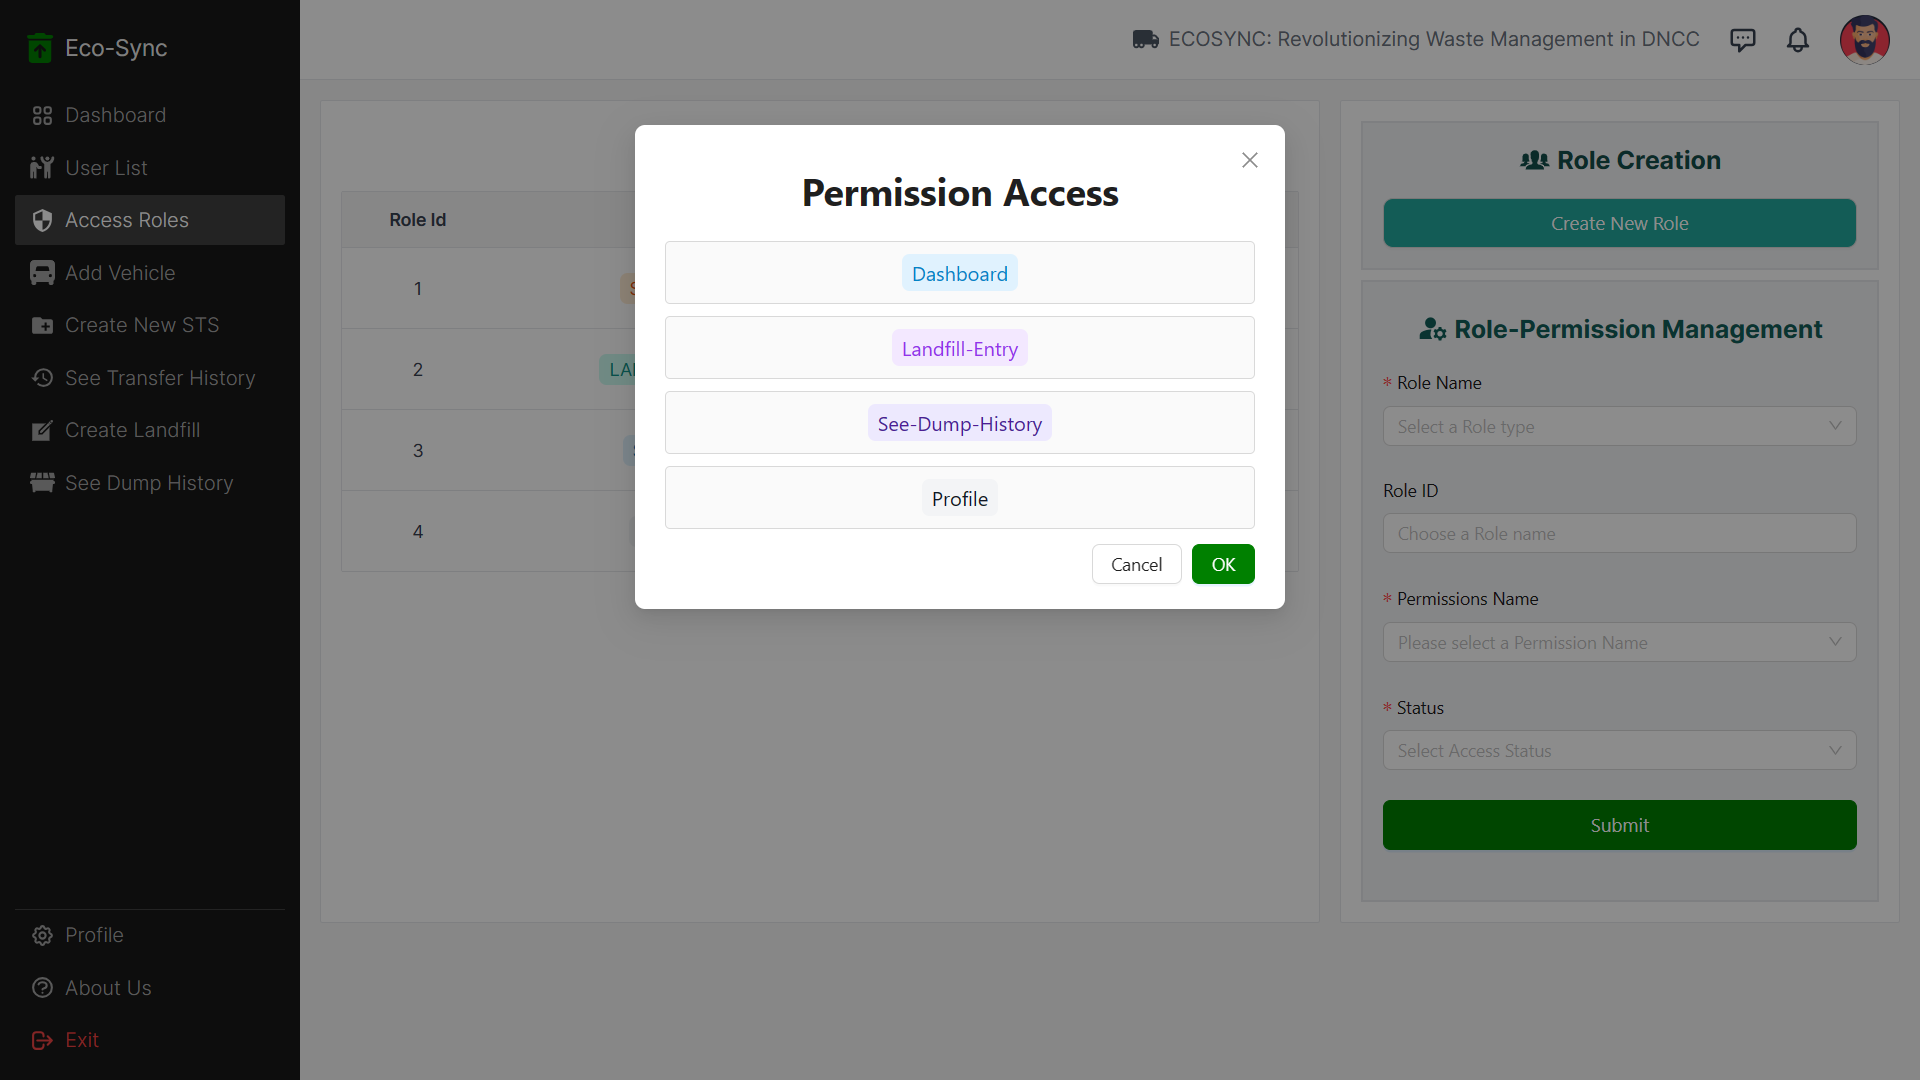 Eco-Sync
ECOSYNC: Revolutionizing Waste Management in DNCC
Dashboard
User List
Access Roles
Add Vehicle
Create New STS
See Transfer History
Create Landfill
See Dump History
Profile
About Us
Exit
Role Id
1
2
3
4
Permission Access
Dashboard
Landfill-Entry
See-Dump-History
Profile
Cancel
OK
Role Creation
Create New Role
Role-Permission Management
* Role Name
Select a Role type
Role ID
Choose a Role name
* Permissions Name
Please select a Permission Name
* Status
Select Access Status
Submit